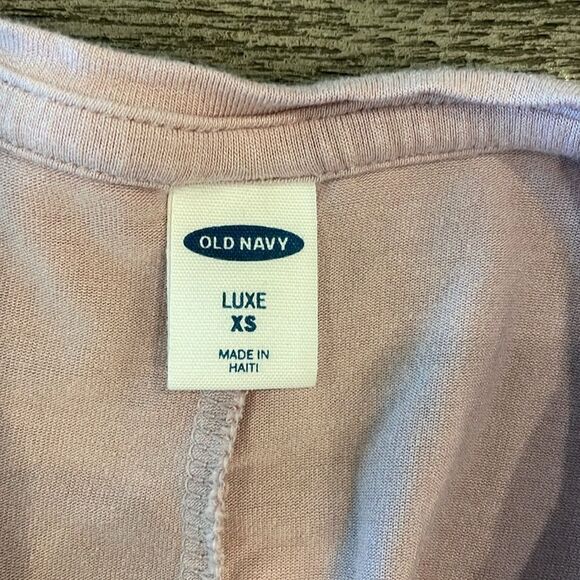 OLD NAVY
LUXE
XS
MADE IN
HAITI